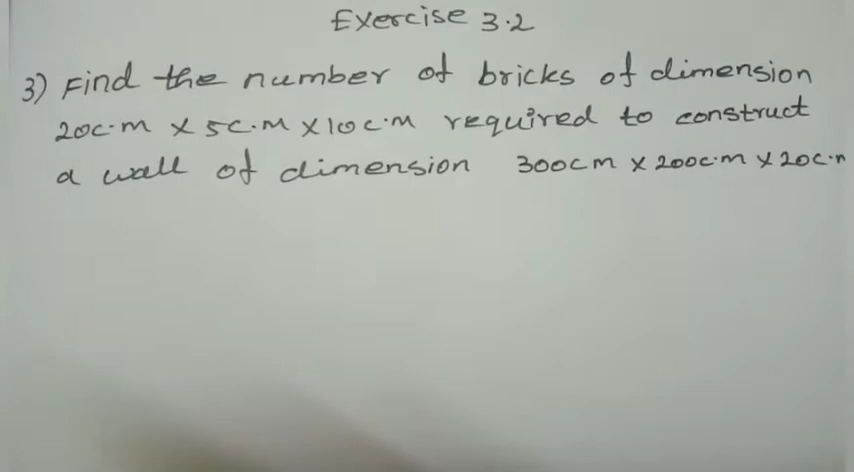 Exercise 3.2
3) Find the number of bricks of dimension
20c.m x 5c.m x 10c.m required to construct
a wall of dimension 300cm x 200c.m x 20c.m